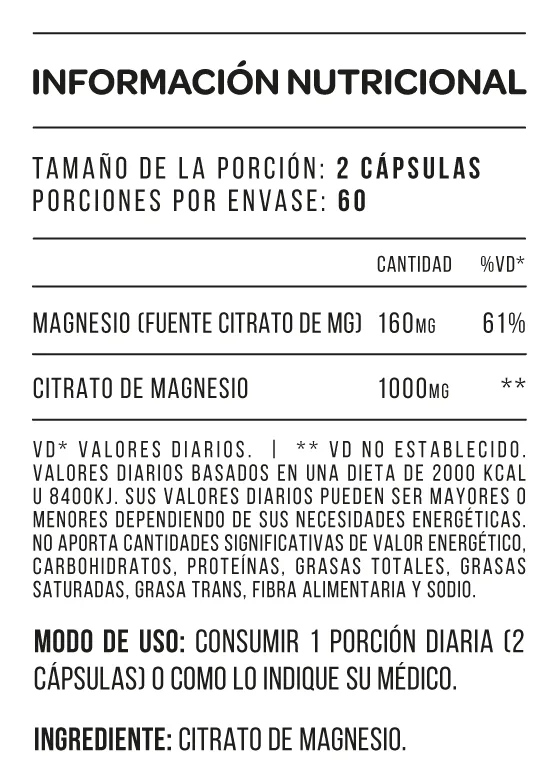 INFORMACIÓN NUTRICIONAL
TAMAÑO DE LA PORCIÓN: 2 CÁPSULAS
PORCIONES POR ENVASE: 60
CANTIDAD %VD*
MAGNESIO (FUENTE CITRATO DE MG) 160MG 61%
CITRATO DE MAGNESIO 1000MG **
VD* VALORES DIARIOS. | ** VD NO ESTABLECIDO.
VALORES DIARIOS BASADOS EN UNA DIETA DE 2000 KCAL
U 8400KJ. SUS VALORES DIARIOS PUEDEN SER MAYORES O
MENORES DEPENDIENDO DE SUS NECESIDADES ENERGÉTICAS.
NO APORTA CANTIDADES SIGNIFICATIVAS DE VALOR ENERGÉTICO,
CARBOHIDRATOS, PROTEÍNAS, GRASAS TOTALES, GRASAS
SATURADAS, GRASA TRANS, FIBRA ALIMENTARIA Y SODIO.
MODO DE USO: CONSUMIR 1 PORCIÓN DIARIA (2
CÁPSULAS) O COMO LO INDIQUE SU MÉDICO.
INGREDIENTE: CITRATO DE MAGNESIO.